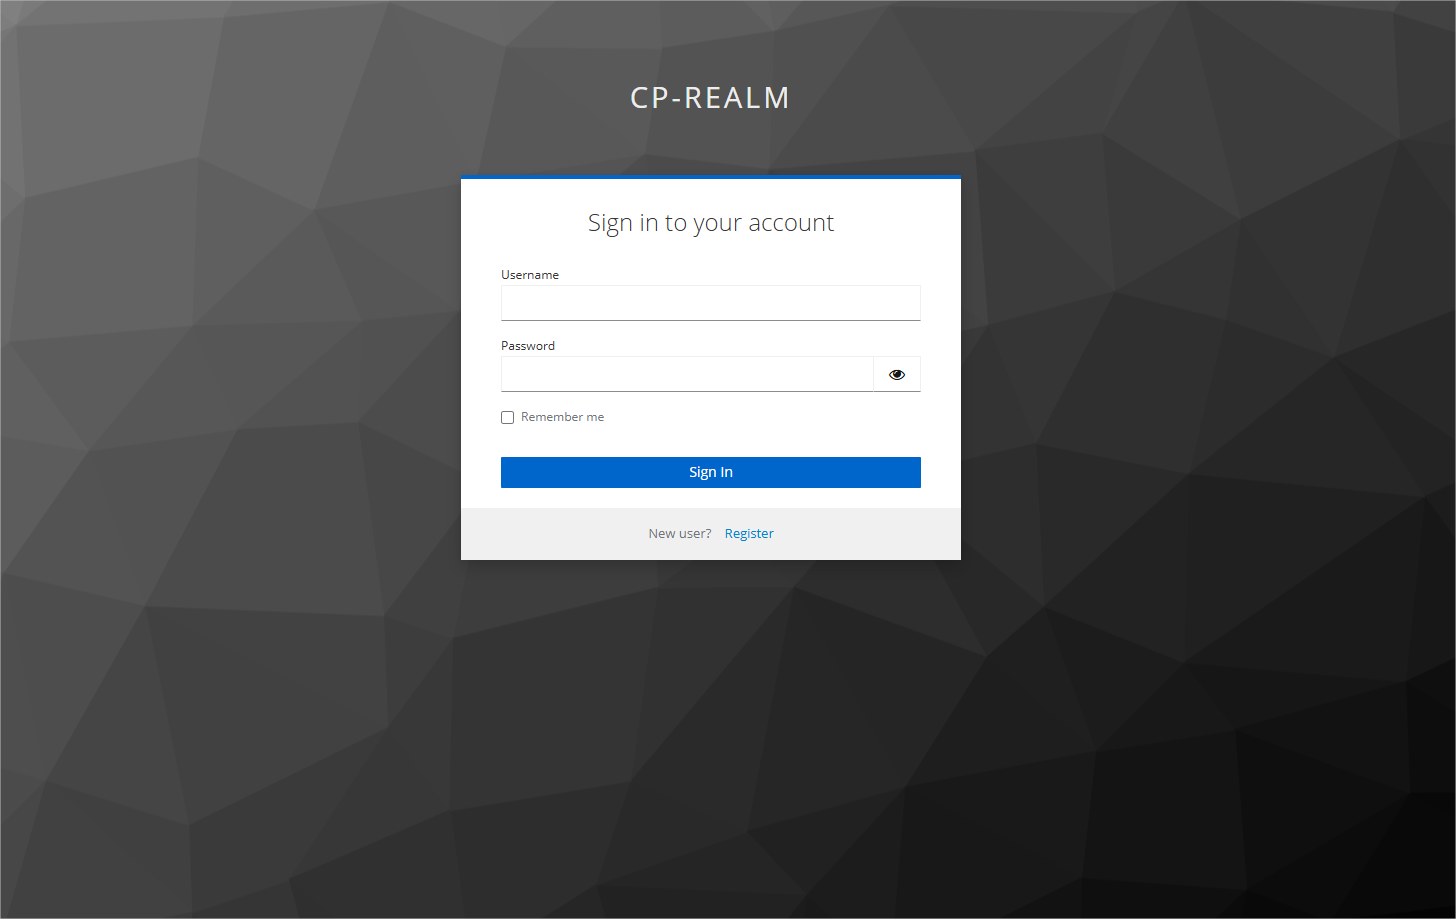 CP-REALM
Sign in to your account
Username
Password
Remember me
Sign In
New user? Register